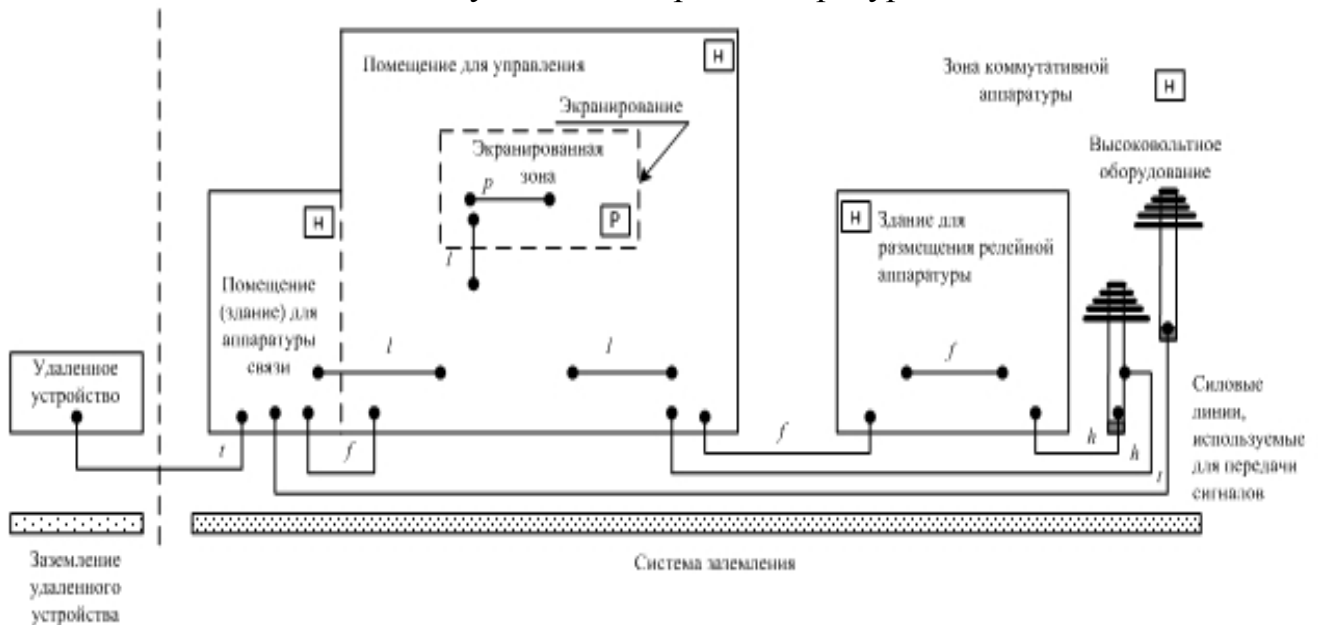 Помещение для управления
Н
Зона коммутативной
аппаратуры
Н
Экранирование
Экранированная
зона
p
P
l
Высоковольтное
оборудование
Н
Помещение
(здание) для
аппаратуры
связи
Н
Здание для
размещения релейной
аппаратуры
l
l
f
Удаленное
устройство
Силовые
линии,
используемые
для передачи
сигналов
t
f
f
h
h
t
Заземление
удаленного
устройства
Система заземления